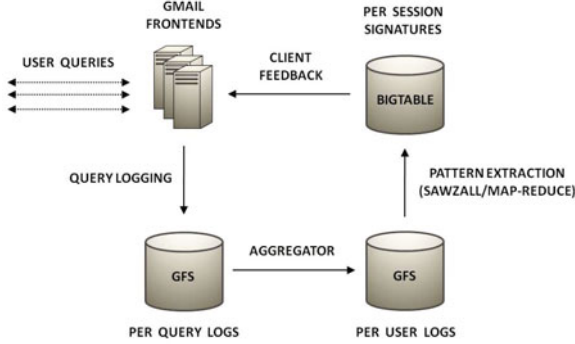 GMAIL
FRONTENDS
PER SESSION
SIGNATURES
USER QUERIES
CLIENT
FEEDBACK
BIGTABLE
QUERY LOGGING
PATTERN EXTRACTION
(SAWZALL/MAP-REDUCE)
GFS
AGGREGATOR
GFS
PER QUERY LOGS
PER USER LOGS